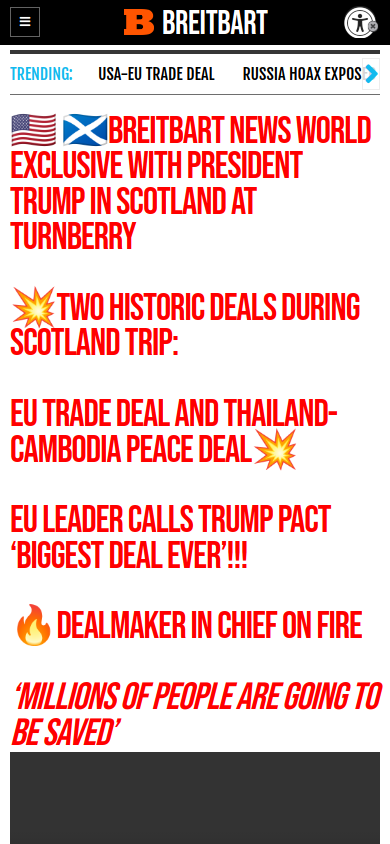 BREITBART
TRENDING:
USA-EU TRADE DEAL
RUSSIA HOAX EXPOS
🇺🇸 🏴󠁧󠁢󠁳󠁣󠁴󠁿BREITBART NEWS WORLD
EXCLUSIVE WITH PRESIDENT
TRUMP IN SCOTLAND AT
TURNBERRY
💥TWO HISTORIC DEALS DURING
SCOTLAND TRIP:
EU TRADE DEAL AND THAILAND-
CAMBODIA PEACE DEAL💥
EU LEADER CALLS TRUMP PACT
‘BIGGEST DEAL EVER’!!!
🔥DEALMAKER IN CHIEF ON FIRE
‘MILLIONS OF PEOPLE ARE GOING TO
BE SAVED’